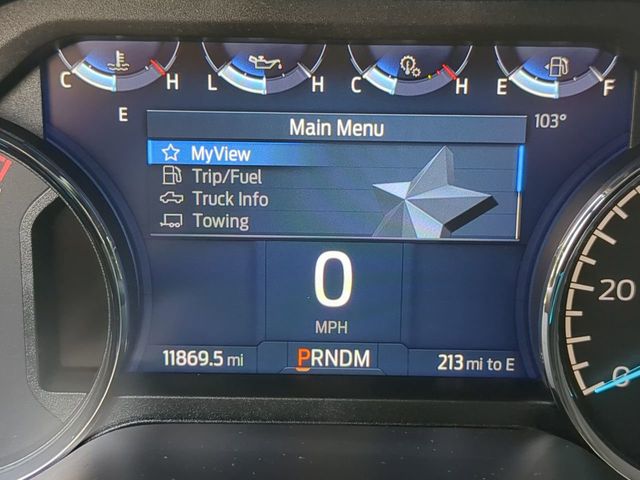 C H L H C H E F
E
103°
Main Menu
MyView
Trip/Fuel
Truck Info
Towing
0
MPH
11869.5 mi PRNDM 213 mi to E
20
0